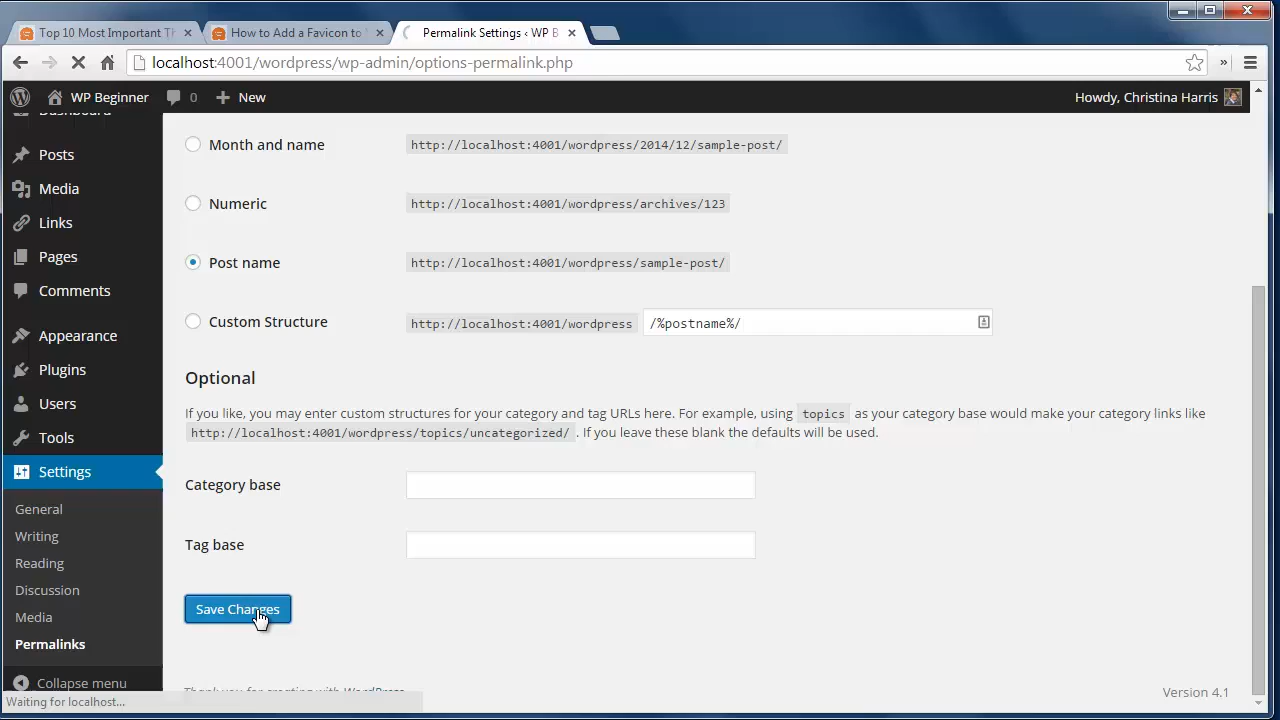 Top 10 Most Important Th
How to Add a Favicon to
Permalink Settings ‹ WP B
localhost:4001/wordpress/wp-admin/options-permalink.php
»
WP Beginner
0
New
Howdy, Christina Harris
Dashboard
Posts
Media
Links
Pages
Comments
Appearance
Plugins
Users
Tools
Settings
General
Writing
Reading
Discussion
Media
Permalinks
Collapse menu
Month and name
http://localhost:4001/wordpress/2014/12/sample-post/
Numeric
http://localhost:4001/wordpress/archives/123
Post name
http://localhost:4001/wordpress/sample-post/
Custom Structure
http://localhost:4001/wordpress
/%postname%/
Optional
If you like, you may enter custom structures for your category and tag URLs here. For example, using topics as your category base would make your category links like
http://localhost:4001/wordpress/topics/uncategorized/ . If you leave these blank the defaults will be used.
Category base
Tag base
Save Changes
Thank you for creating with WordPress
Version 4.1
Waiting for localhost...